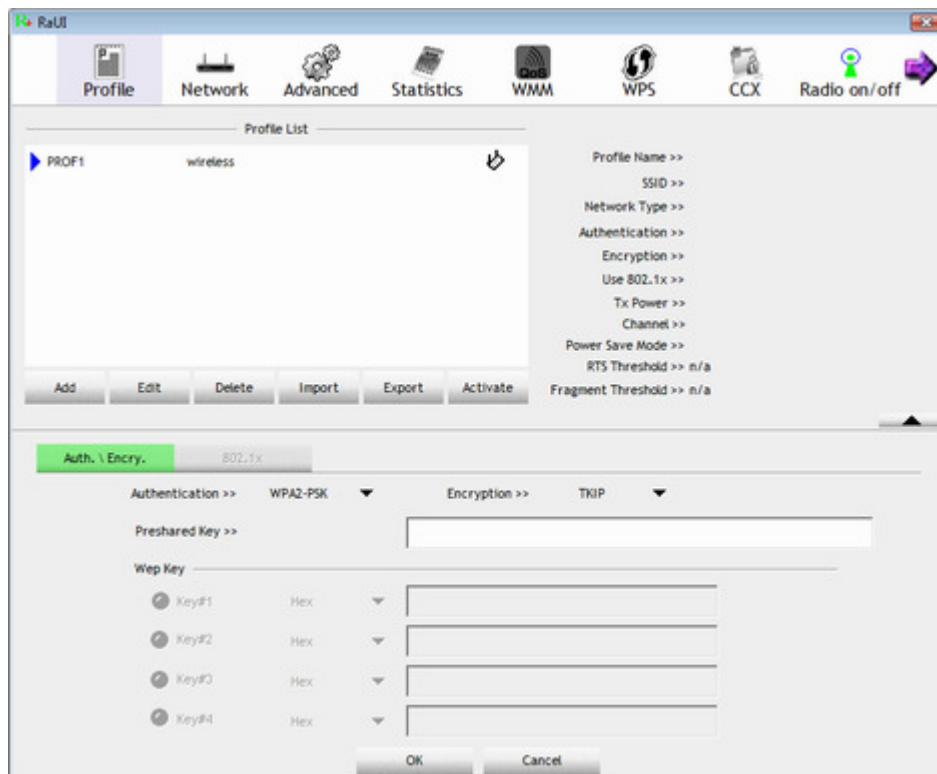 RaUI
Profile Network Advanced Statistics QoS WMM WPS CCX Radio on/off
Profile List
PROF1 wireless
Profile Name >>
SSID >>
Network Type >>
Authentication >>
Encryption >>
Use 802.1x >>
Tx Power >>
Channel >>
Power Save Mode >>
RTS Threshold >> n/a
Fragment Threshold >> n/a
Add Edit Delete Import Export Activate
Auth. \ Encry. 802.1x
Authentication >> WPA2-PSK Encryption >> TKIP
Preshared Key >>
Wep Key
Key#1 Hex
Key#2 Hex
Key#3 Hex
Key#4 Hex
OK Cancel